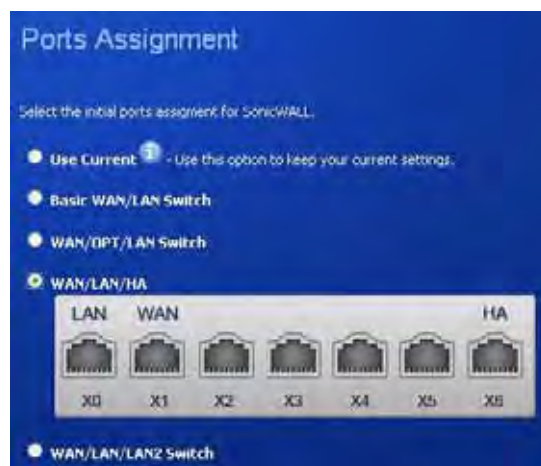 Ports Assignment
Select the initial ports assigment for SonicWALL.
Use Current - Use this option to keep your current settings.
Basic WAN/LAN Switch
WAN/OPT/LAN Switch
WAN/LAN/HA
LAN WAN HA
X0 X1 X2 X3 X4 X5 X6
WAN/LAN/LAN2 Switch